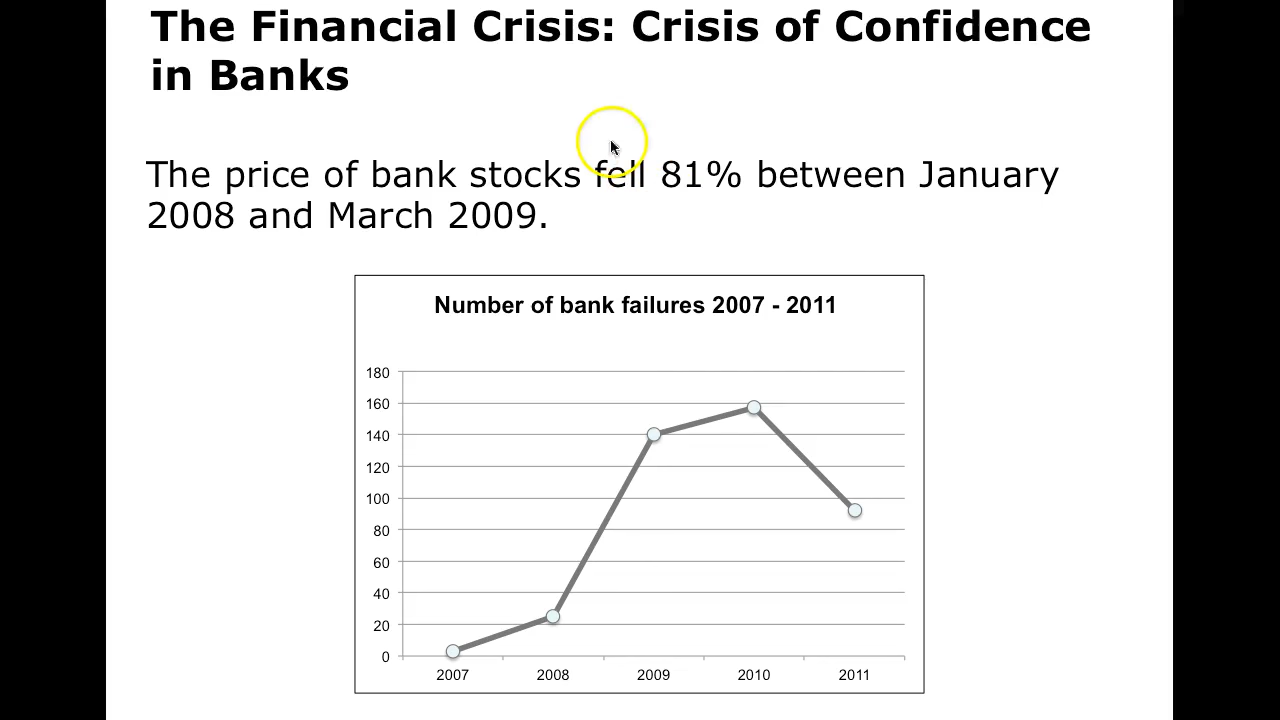 The Financial Crisis: Crisis of Confidence
in Banks
The price of bank stocks fell 81% between January
2008 and March 2009.
Number of bank failures 2007 - 2011
180
160
140
120
100
80
60
40
20
0
2007 2008 2009 2010 2011